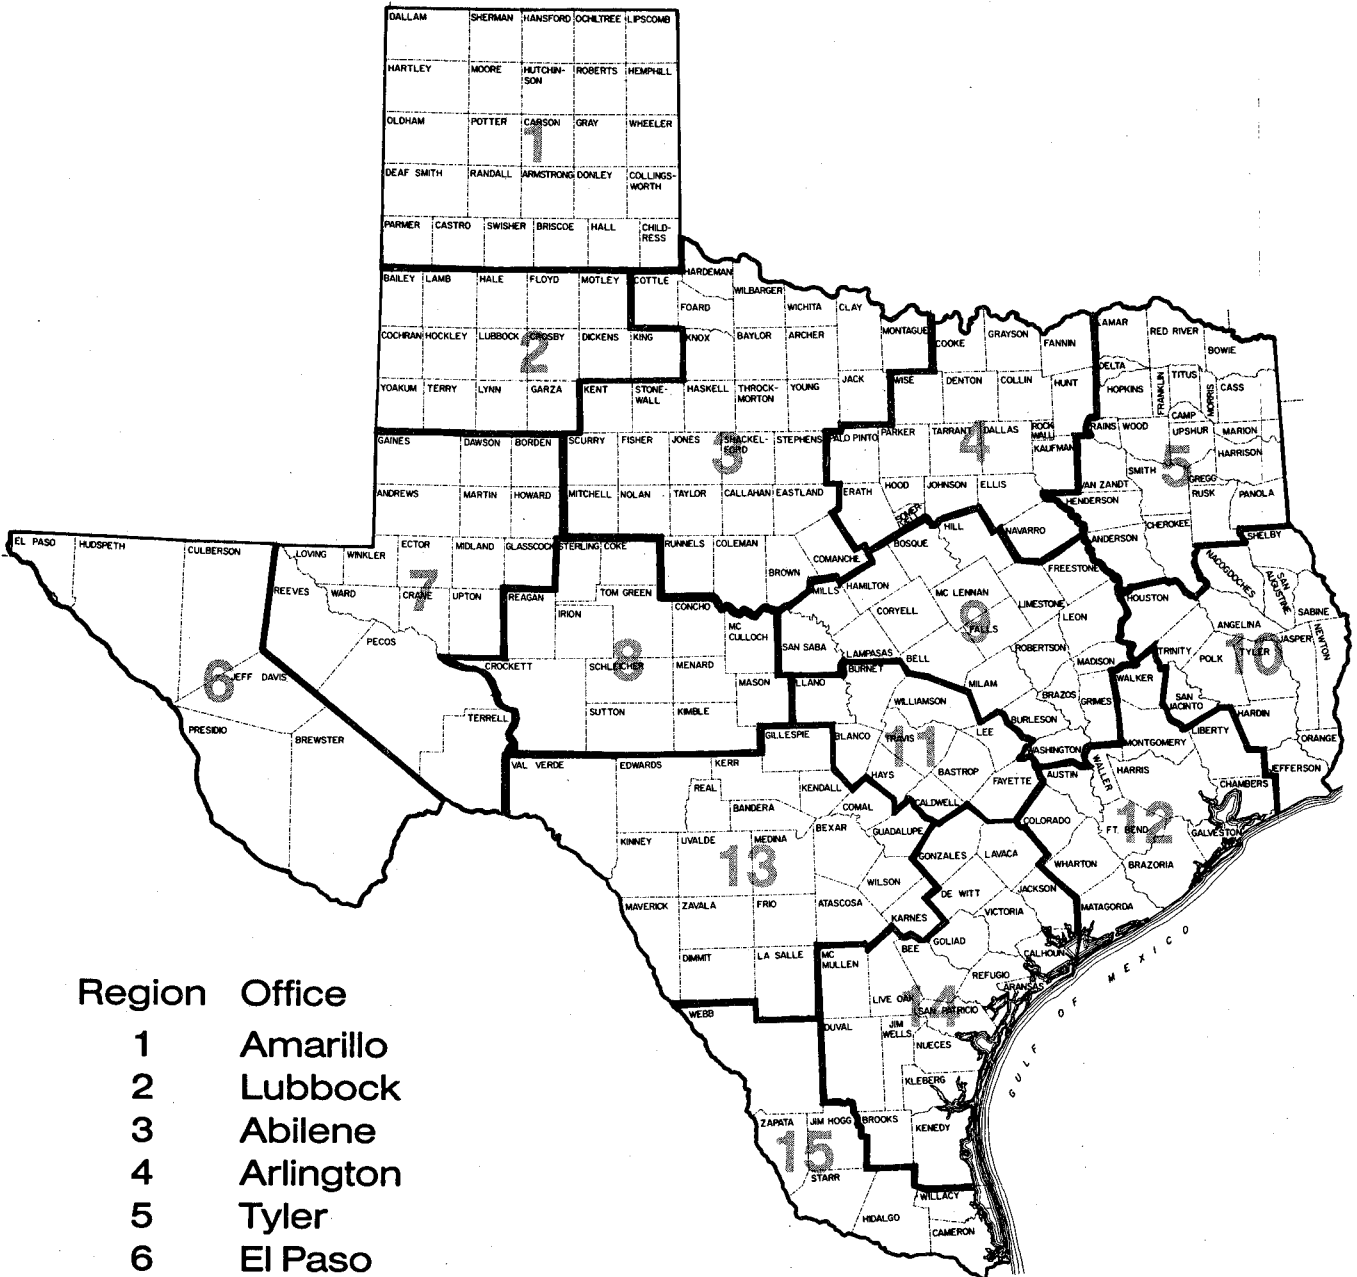 DALLAM SHERMAN HANSFORD OCHILTREE LIPSCOMB
HARTLEY MOORE HUTCHIN-
SON ROBERTS HEMPHILL
OLDHAM POTTER CARSON GRAY WHEELER
1
DEAF SMITH RANDALL ARMSTRONG DONLEY COLLINGS-
WORTH
PARMER CASTRO SWISHER BRISCOE HALL CHILD-
RESS
BAILEY LAMB HALE FLOYD MOTLEY COTTLE HARDEMAN
FOARD WILBARGER WICHITA CLAY
COCHRAN HOCKLEY LUBBOCK CROSBY DICKENS KING KNOX BAYLOR ARCHER MONTAGUE COOKE GRAYSON FANNIN LAMAR RED RIVER BOWIE
2
YOAKUM TERRY LYNN GARZA KENT STONE-
WALL HASKELL THROCK-
MORTON YOUNG JACK WISE DENTON COLLIN HUNT DELTA HOPKINS FRANKLIN TITUS MORRIS CASS
CAMP
GAINES DAWSON BORDEN SCURRY FISHER JONES SHACKEL-
FORD STEPHENS PALO PINTO PARKER TARRANT DALLAS ROCK
WALL KAUFMAN RAINS WOOD UPSHUR MARION
3 4 5
HARRISON
SMITH GREGG
ANDREWS MARTIN HOWARD MITCHELL NOLAN TAYLOR CALLAHAN EASTLAND ERATH HOOD JOHNSON ELLIS VAN ZANDT RUSK PANOLA
HENDERSON
SOMER
VELL
EL PASO HUDSPETH CULBERSON LOVING WINKLER ECTOR MIDLAND GLASSCOCK STERLING COKE RUNNELS COLEMAN BROWN COMANCHE BOSQUE HILL NAVARRO ANDERSON CHEROKEE SHELBY
NACOGDOCHES SAN
AUGUSTINE SABINE
REEVES WARD CRANE UPTON REAGAN IRION TOM GREEN CONCHO MILLS HAMILTON MC LENNAN FREESTONE LIMESTONE HOUSTON
7 9
CORYELL FALLS LEON ANGELINA
MC
CULLOCH SAN SABA LAMPASAS BELL ROBERTSON MADISON TRINITY POLK TYLER JASPER NEWTON
PECOS CROCKETT SCHLEICHER MENARD
8 10
6
JEFF DAVIS MASON LLANO BURNET MILAM BRAZOS GRIMES WALKER SAN
JACINTO HARDIN
PRESIDIO BREWSTER TERRELL SUTTON KIMBLE GILLESPIE BLANCO WILLIAMSON TRAVIS LEE BURLESON WASHINGTON MONTGOMERY LIBERTY ORANGE
11
VAL VERDE EDWARDS KERR KENDALL HAYS BASTROP FAYETTE AUSTIN WALLER HARRIS CHAMBERS JEFFERSON
REAL BANDERA COMAL CALDWELL
BEXAR GUADALUPE COLORADO FT. BEND GALVESTON
12
KINNEY UVALDE MEDINA GONZALES LAVACA WHARTON BRAZORIA
13
WILSON DE WITT JACKSON
MAVERICK ZAVALA FRIO ATASCOSA KARNES VICTORIA MATAGORDA
DIMMIT LA SALLE MC
MULLEN BEE GOLIAD CALHOUN
REFUGIO
ARANSAS
LIVE OAK SAN PATRICIO
14
WEBB DUVAL JIM
WELLS NUECES
KLEBERG
ZAPATA JIM HOGG BROOKS KENEDY
15
STARR WILLACY
HIDALGO CAMERON
GULF OF MEXICO
Region Office
1 Amarillo
2 Lubbock
3 Abilene
4 Arlington
5 Tyler
6 El Paso